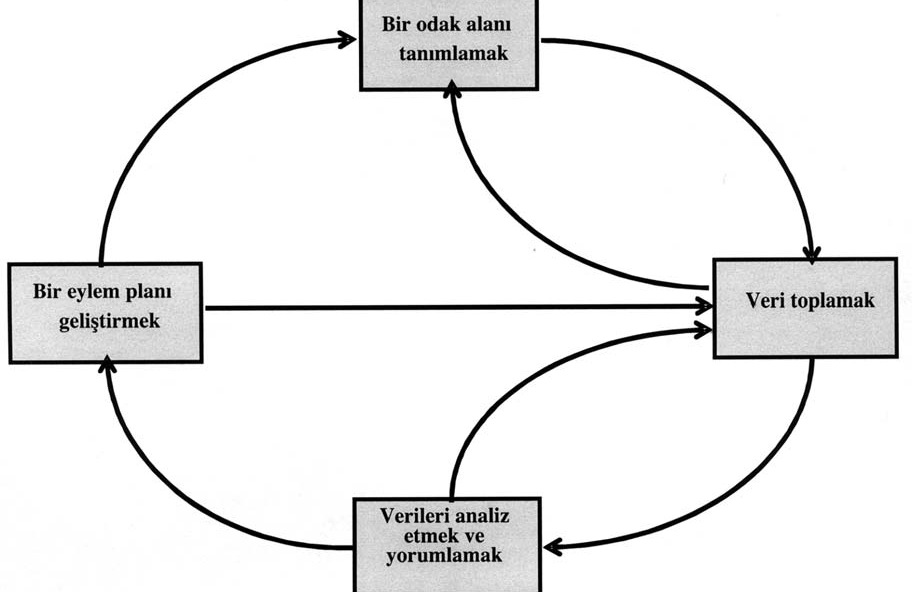 Bir odak alanı
tanımlamak
Bir eylem planı
geliştirmek
Veri toplamak
Verileri analiz
etmek ve
yorumlamak